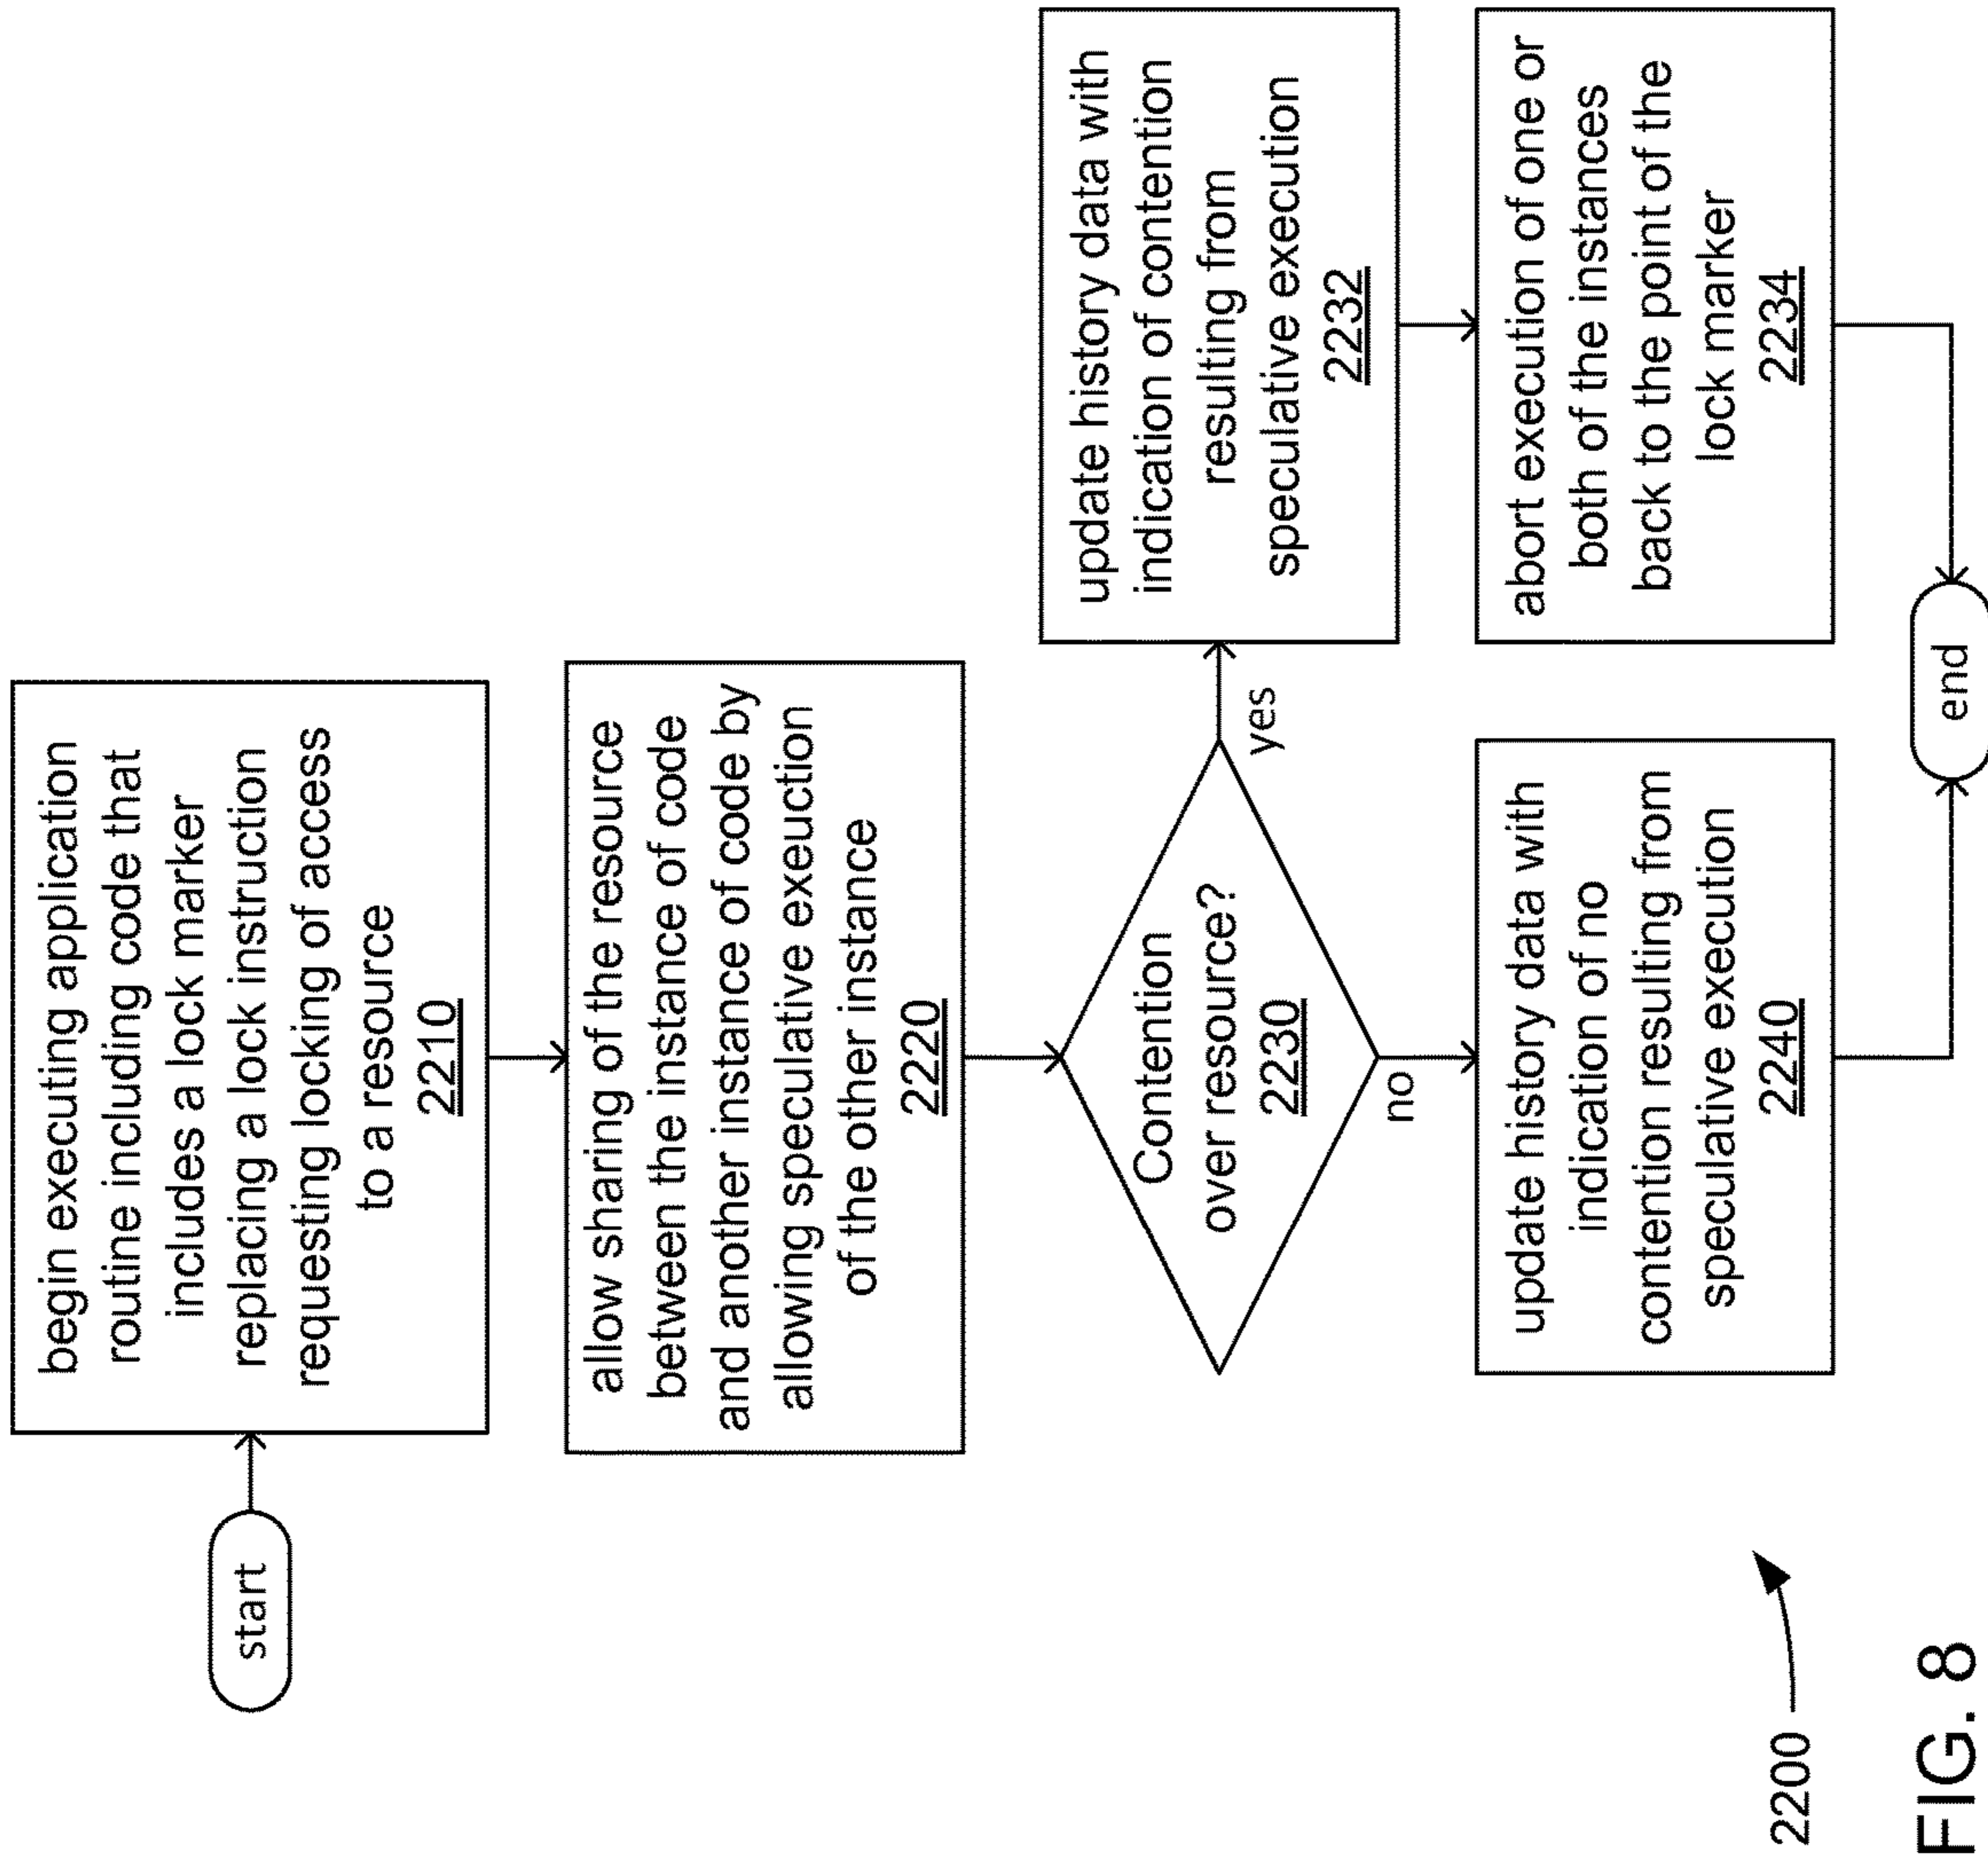 start
begin executing application
routine including code that
includes a lock marker
replacing a lock instruction
requesting locking of access
to a resource
2210
allow sharing of the resource
between the instance of code
and another instance of code by
allowing speculative exeuction
of the other instance
2220
Contention
over resource?
2230
yes
no
update history data with
indication of contention
resulting from
speculative execution
2232
abort execution of one or
both of the instances
back to the point of the
lock marker
2234
update history data with
indication of no
contention resulting from
speculative execution
2240
end
2200
FIG. 8